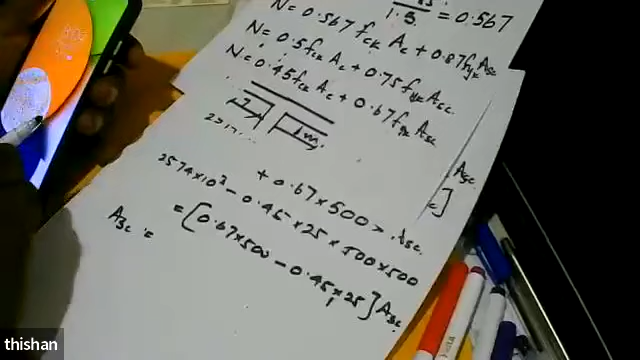 1.5. = 0.567
N = 0.567 fck Ac + 0.87 fyk Asc
N = 0.5 fck Ac + 0.75 fyk Asc.
N = 0.45 fck Ac + 0.67 fyk Asc
+ 0.67 × 500 × Asc.
2574 × 10³ - 0.45 × 25 × 500 × 500
= [0.67 × 500 - 0.45 × 25] Asc
Asc =
Asc
thishan